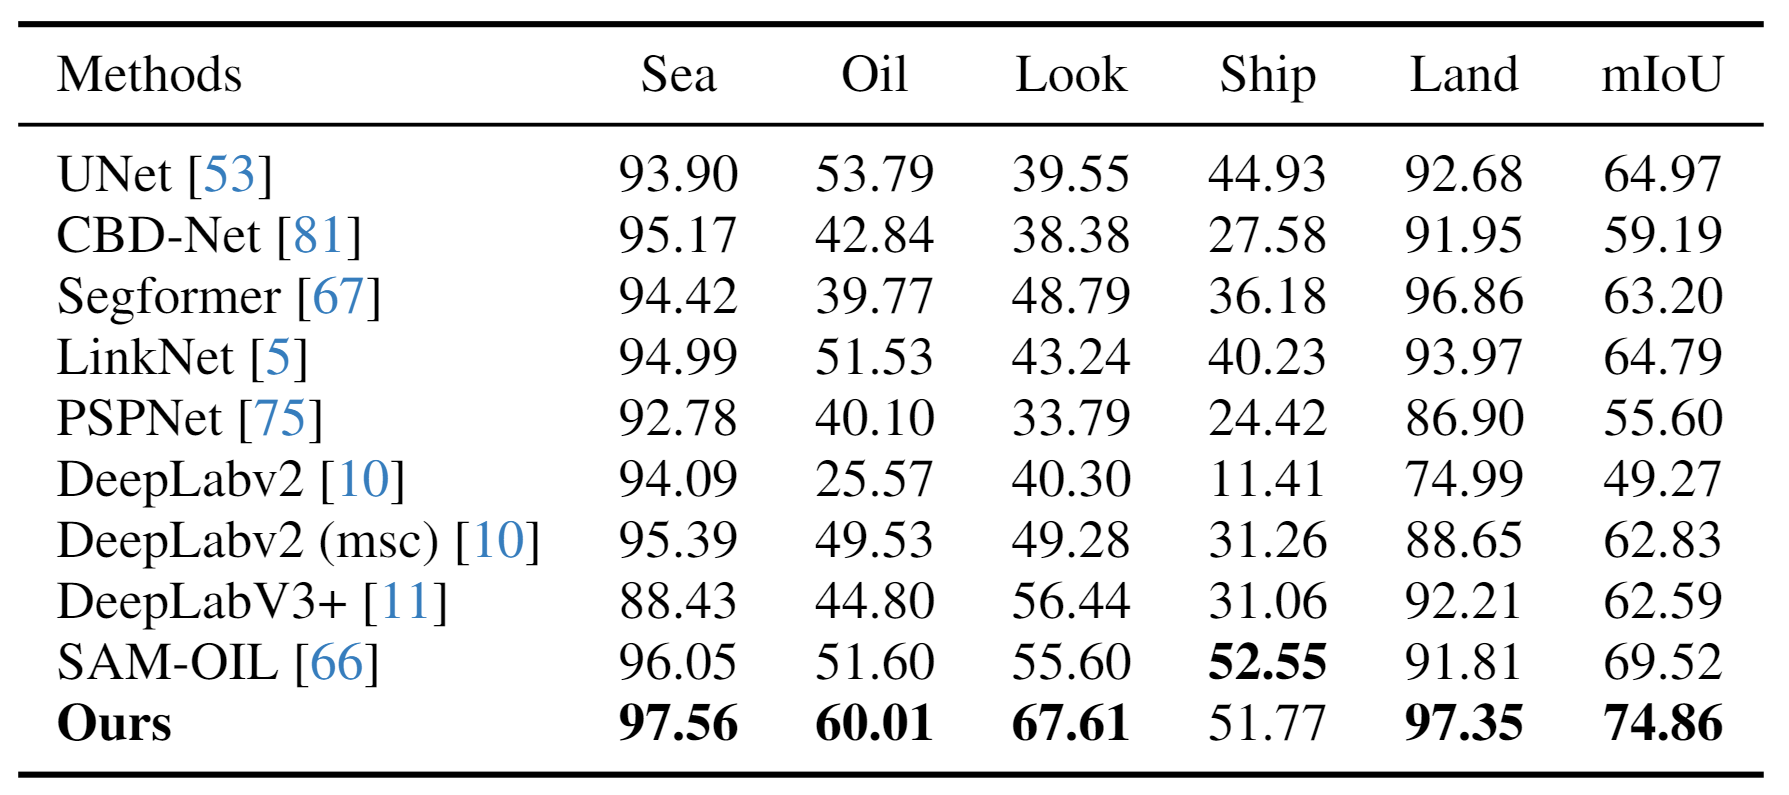 Methods Sea Oil Look Ship Land mIoU
UNet [53] 93.90 53.79 39.55 44.93 92.68 64.97
CBD-Net [81] 95.17 42.84 38.38 27.58 91.95 59.19
Segformer [67] 94.42 39.77 48.79 36.18 96.86 63.20
LinkNet [5] 94.99 51.53 43.24 40.23 93.97 64.79
PSPNet [75] 92.78 40.10 33.79 24.42 86.90 55.60
DeepLabv2 [10] 94.09 25.57 40.30 11.41 74.99 49.27
DeepLabv2 (msc) [10] 95.39 49.53 49.28 31.26 88.65 62.83
DeepLabV3+ [11] 88.43 44.80 56.44 31.06 92.21 62.59
SAM-OIL [66] 96.05 51.60 55.60 52.55 91.81 69.52
Ours 97.56 60.01 67.61 51.77 97.35 74.86